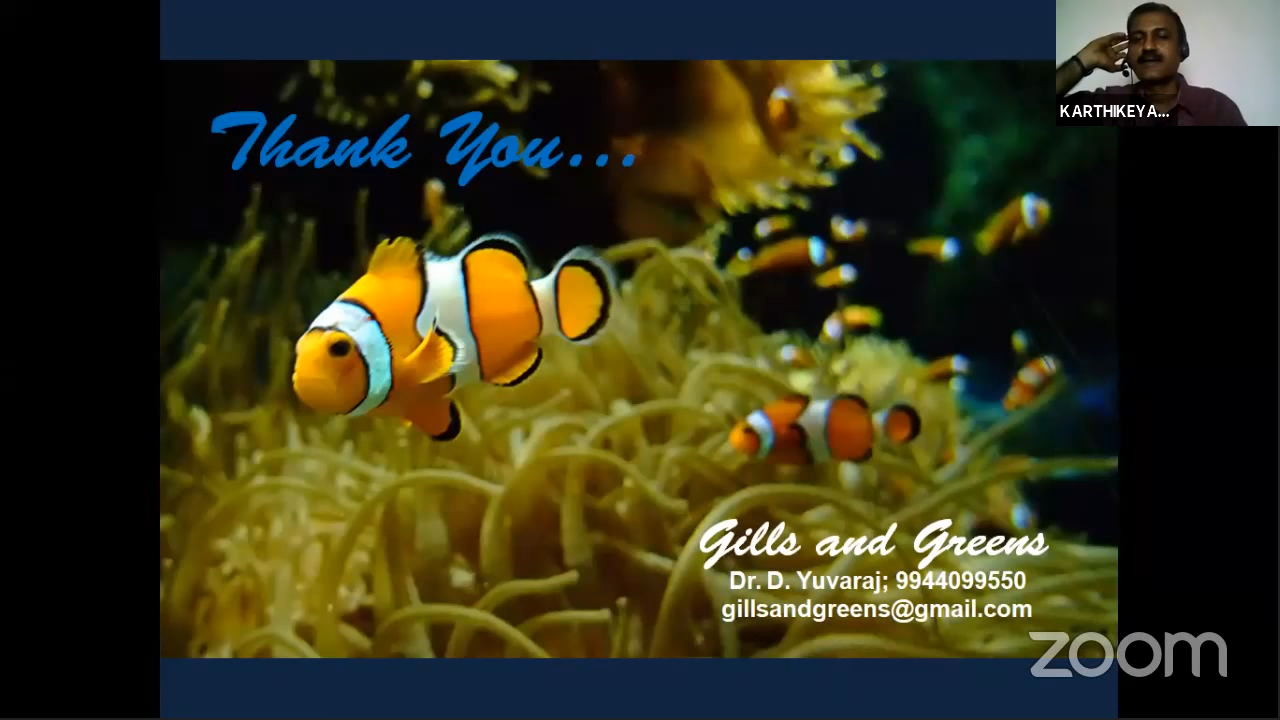 Thank You...
KARTHIKEYA...
Gills and Greens
Dr. D. Yuvaraj; 9944099550
gillsandgreens@gmail.com
zoom